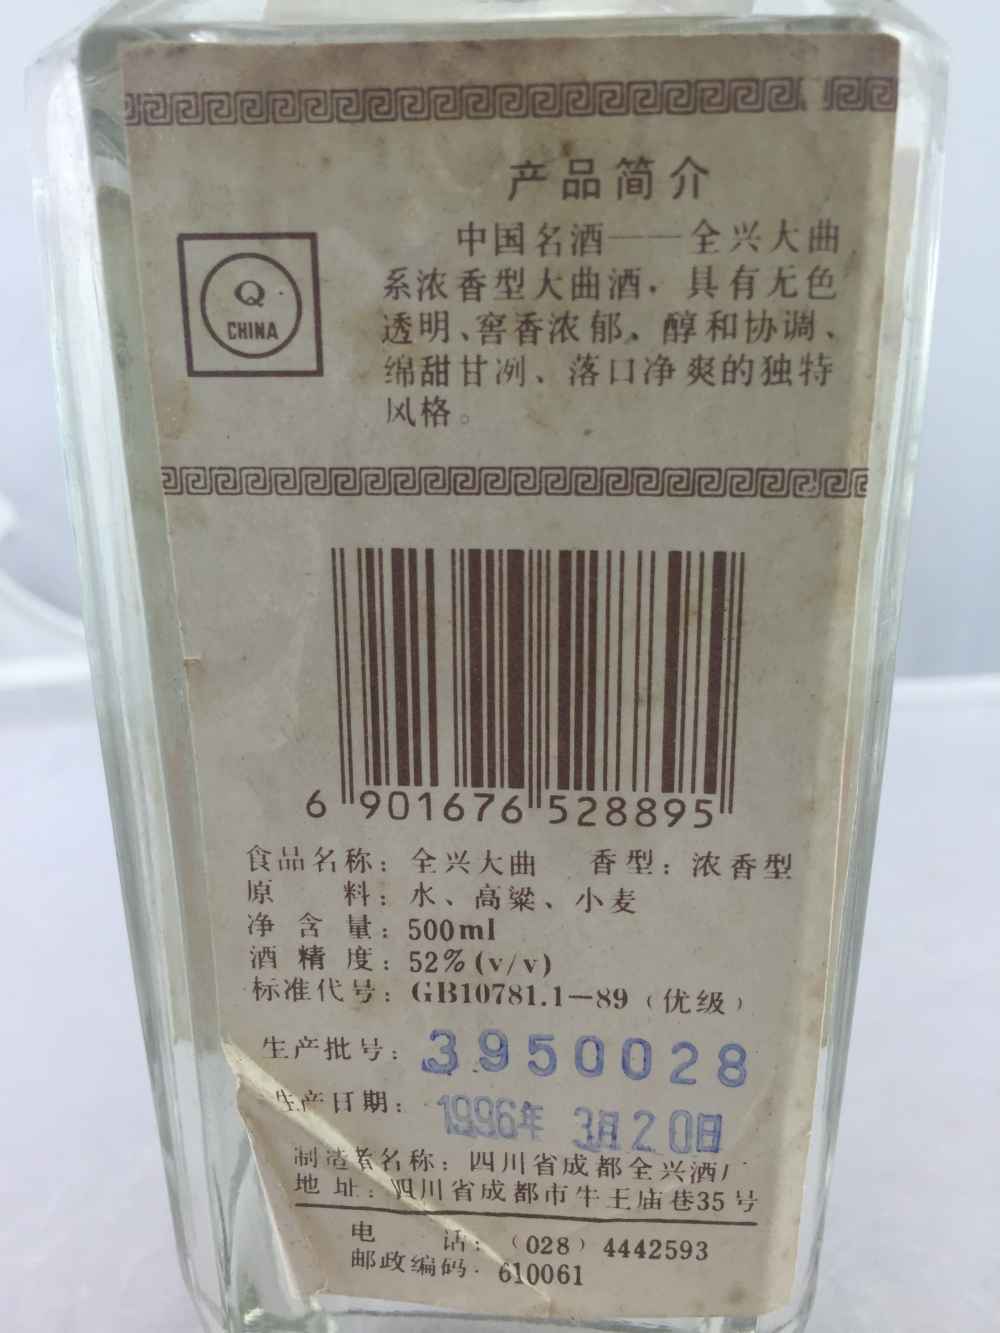 产品简介
中国名酒——全兴大曲
系浓香型大曲酒，具有无色
透明、窖香浓郁、醇和协调、
绵甜甘冽、落口净爽的独特
风格。
Q
CHINA
6 901676 528895
食品名称：全兴大曲 香型：浓香型
原 料：水、高粱、小麦
净 含 量：500ml
酒 精 度：52%(v/v)
标准代号：GB10781.1-89（优级）
生产批号：3950028
生产日期：1996年 3月20日
制造者名称：四川省成都全兴酒厂
地 址：四川省成都市牛王庙巷35号
电 话：（028）4442593
邮政编码：610061